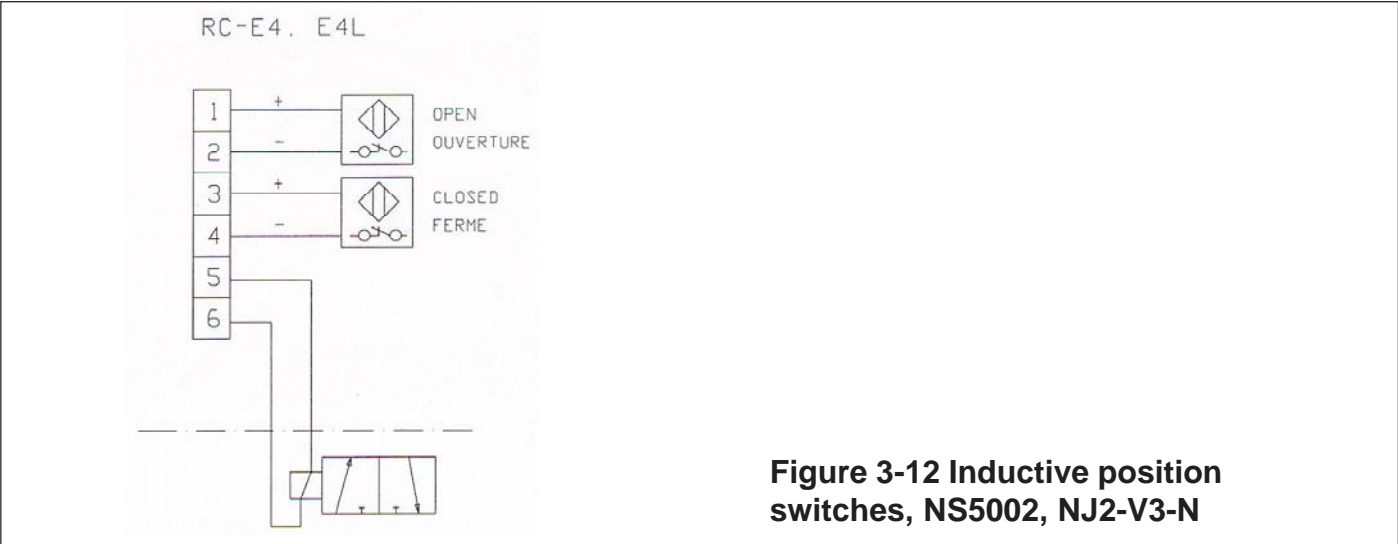 RC-E4. E4L
1
+
OPEN
2
-
OUVERTURE
3
+
CLOSED
4
-
FERME
5
6
Figure 3-12 Inductive position
switches, NS5002, NJ2-V3-N